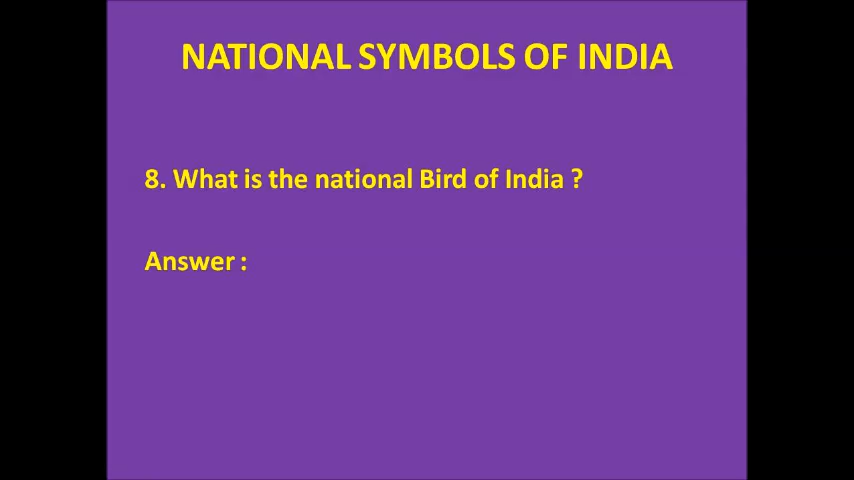 NATIONAL SYMBOLS OF INDIA
8. What is the national Bird of India ?
Answer :